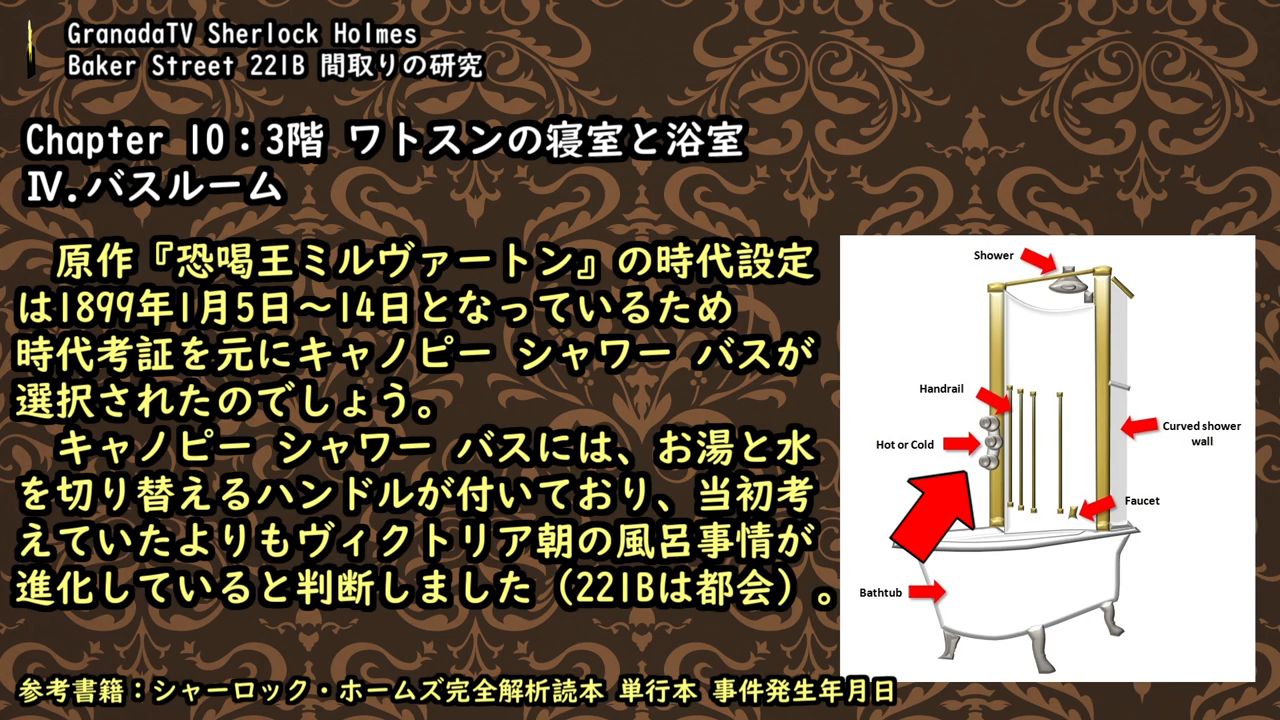 GranadaTV Sherlock Holmes
Baker Street 221B 間取りの研究
Chapter 10：3階 ワトスンの寝室と浴室
Ⅳ.バスルーム
原作『恐喝王ミルヴァートン』の時代設定
は1899年1月5日～14日となっているため
時代考証を元にキャノピー シャワー バスが
選択されたのでしょう。
キャノピー シャワー バスには、お湯と水
を切り替えるハンドルが付いており、当初考
えていたよりもヴィクトリア朝の風呂事情が
進化していると判断しました（221Bは都会）。
Shower
Handrail
Hot or Cold
Curved shower
wall
Faucet
Bathtub
参考書籍：シャーロック・ホームズ完全解析読本 単行本 事件発生年月日